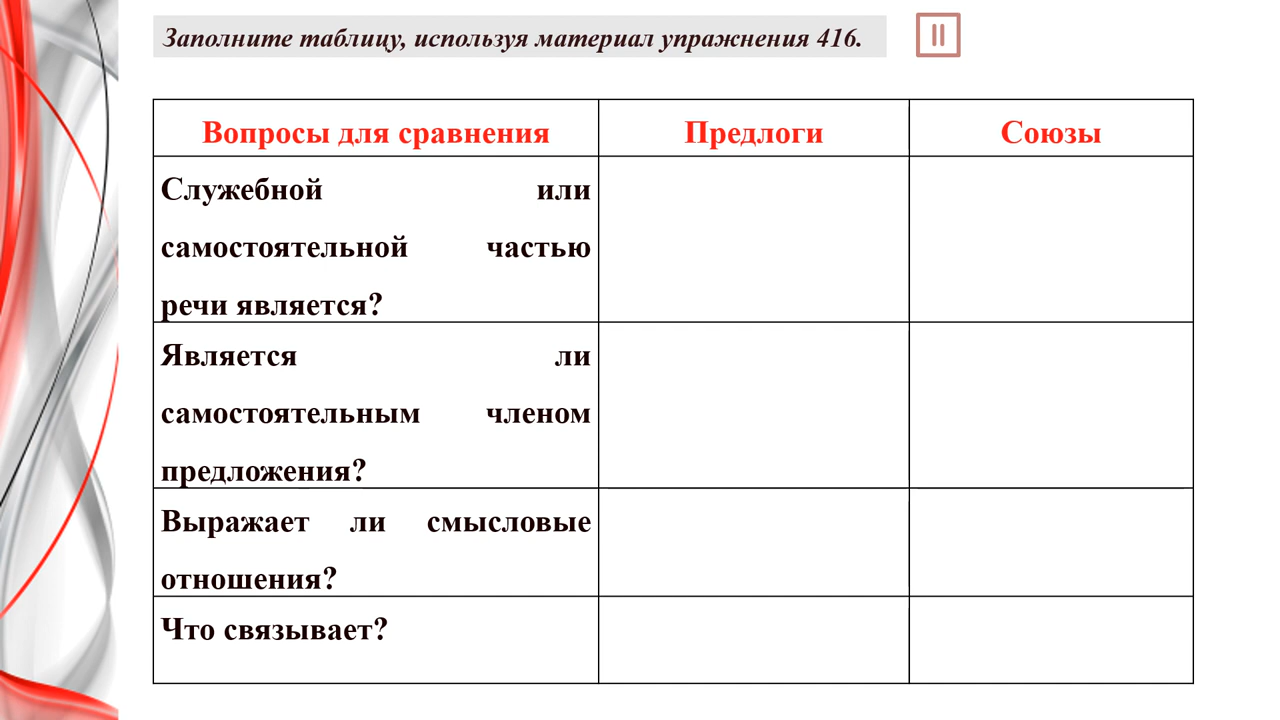 Заполните таблицу, используя материал упражнения 416.
Вопросы для сравнения Предлоги Союзы
Служебной или
самостоятельной частью
речи является?
Является ли
самостоятельным членом
предложения?
Выражает ли смысловые
отношения?
Что связывает?